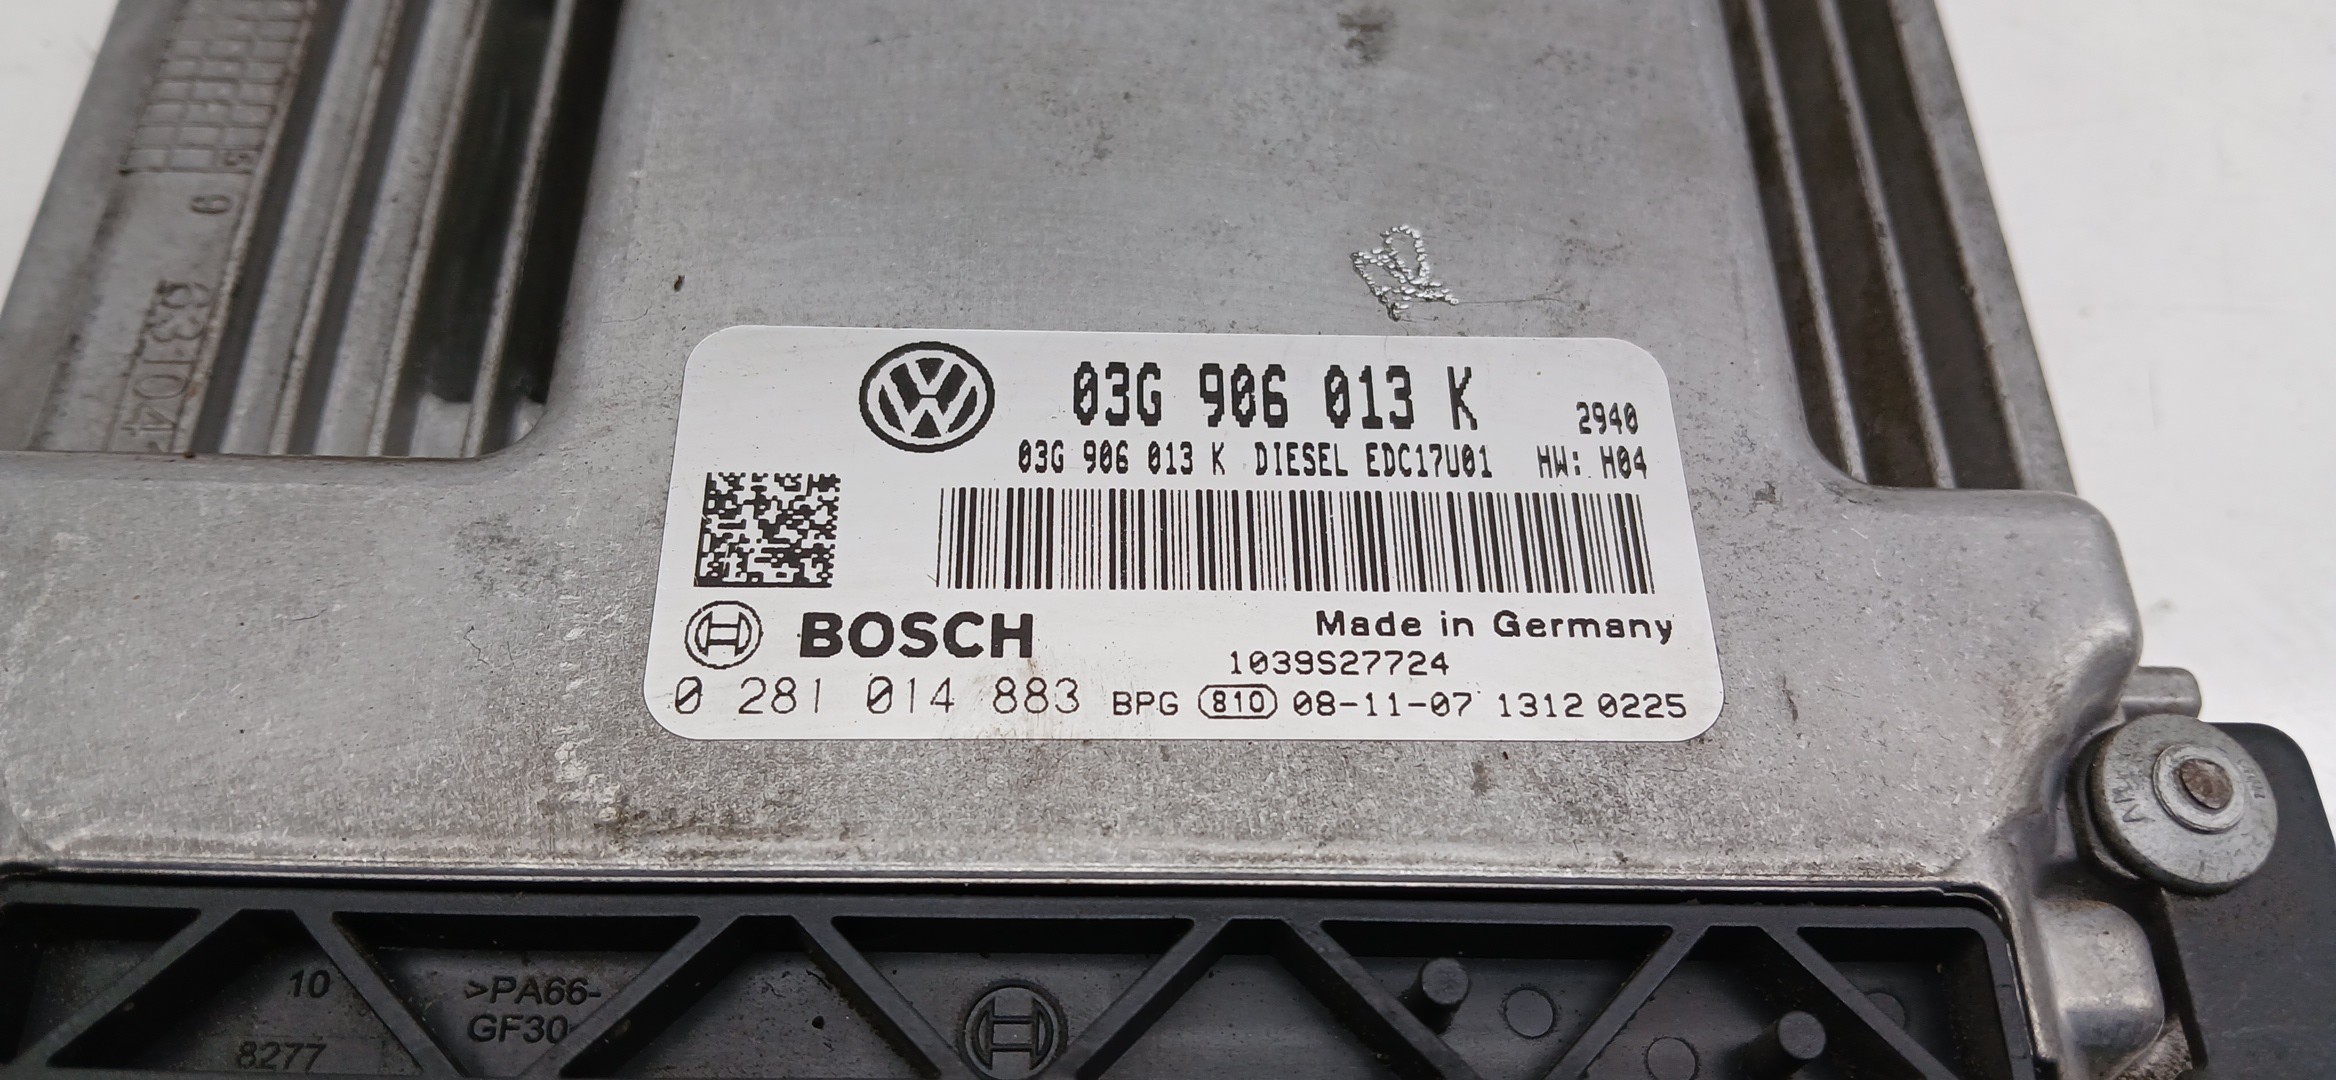 03G 906 013 K 2940
03G 906 013 K DIESEL EDC17U01 HW: H04
BOSCH
Made in Germany
1039S27724
0 281 014 883 BPG 810 08-11-07 1312 0225
10
8277
>PA66-
GF30